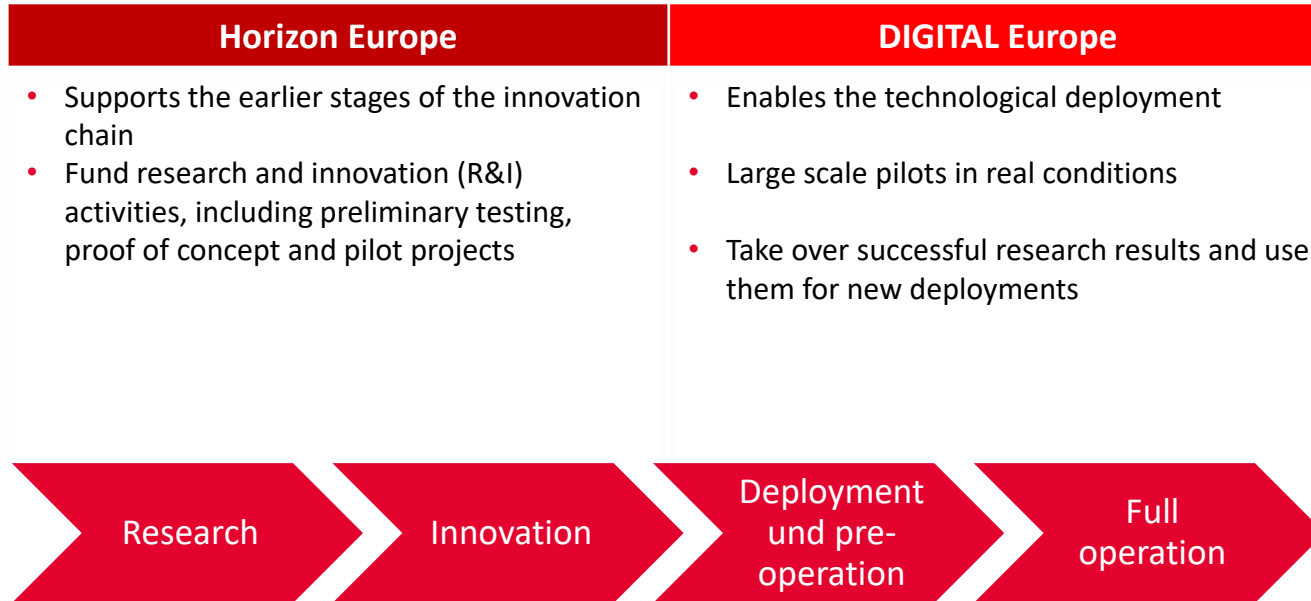 Horizon Europe
DIGITAL Europe
• Supports the earlier stages of the innovation
chain
• Fund research and innovation (R&I)
activities, including preliminary testing,
proof of concept and pilot projects
• Enables the technological deployment
• Large scale pilots in real conditions
• Take over successful research results and use
them for new deployments
Research
Innovation
Deployment
und pre-
operation
Full
operation